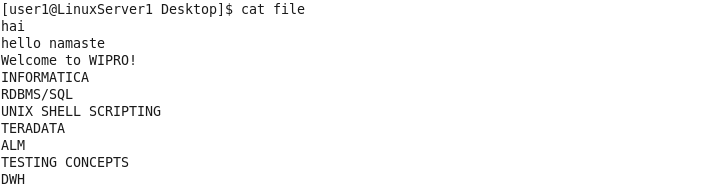 [user1@LinuxServer1 Desktop]$ cat file
hai
hello namaste
Welcome to WIPRO!
INFORMATICA
RDBMS/SQL
UNIX SHELL SCRIPTING
TERADATA
ALM
TESTING CONCEPTS
DWH